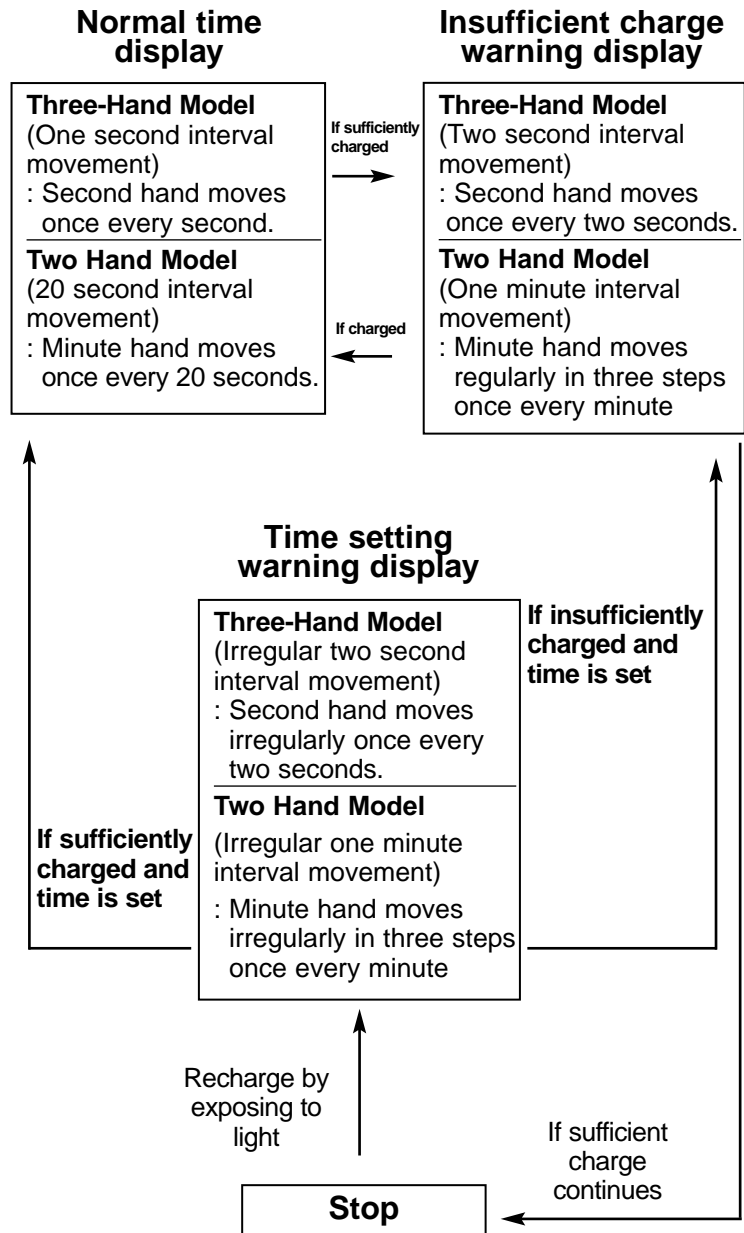 Normal time
display
Three-Hand Model
(One second interval
movement)
: Second hand moves
once every second.
Two Hand Model
(20 second interval
movement)
: Minute hand moves
once every 20 seconds.
If sufficiently
charged
If charged
Insufficient charge
warning display
Three-Hand Model
(Two second interval
movement)
: Second hand moves
once every two seconds.
Two Hand Model
(One minute interval
movement)
: Minute hand moves
regularly in three steps
once every minute
Time setting
warning display
Three-Hand Model
(Irregular two second
interval movement)
: Second hand moves
irregularly once every
two seconds.
Two Hand Model
(Irregular one minute
interval movement)
: Minute hand moves
irregularly in three steps
once every minute
If insufficiently
charged and
time is set
If sufficiently
charged and
time is set
Recharge by
exposing to
light
If sufficient
charge
continues
Stop